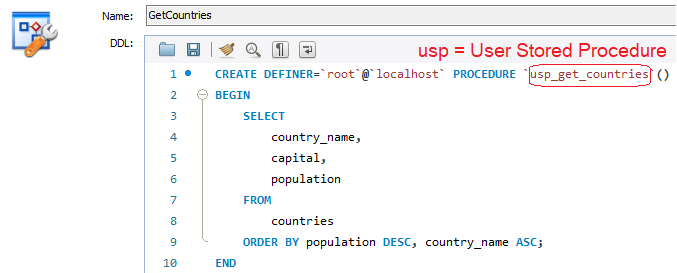 Name: GetCountries
DDL:
usp = User Stored Procedure
1 CREATE DEFINER=`root`@`localhost` PROCEDURE `usp_get_countries`()
2 BEGIN
3 SELECT
4 country_name,
5 capital,
6 population
7 FROM
8 countries
9 ORDER BY population DESC, country_name ASC;
10 END